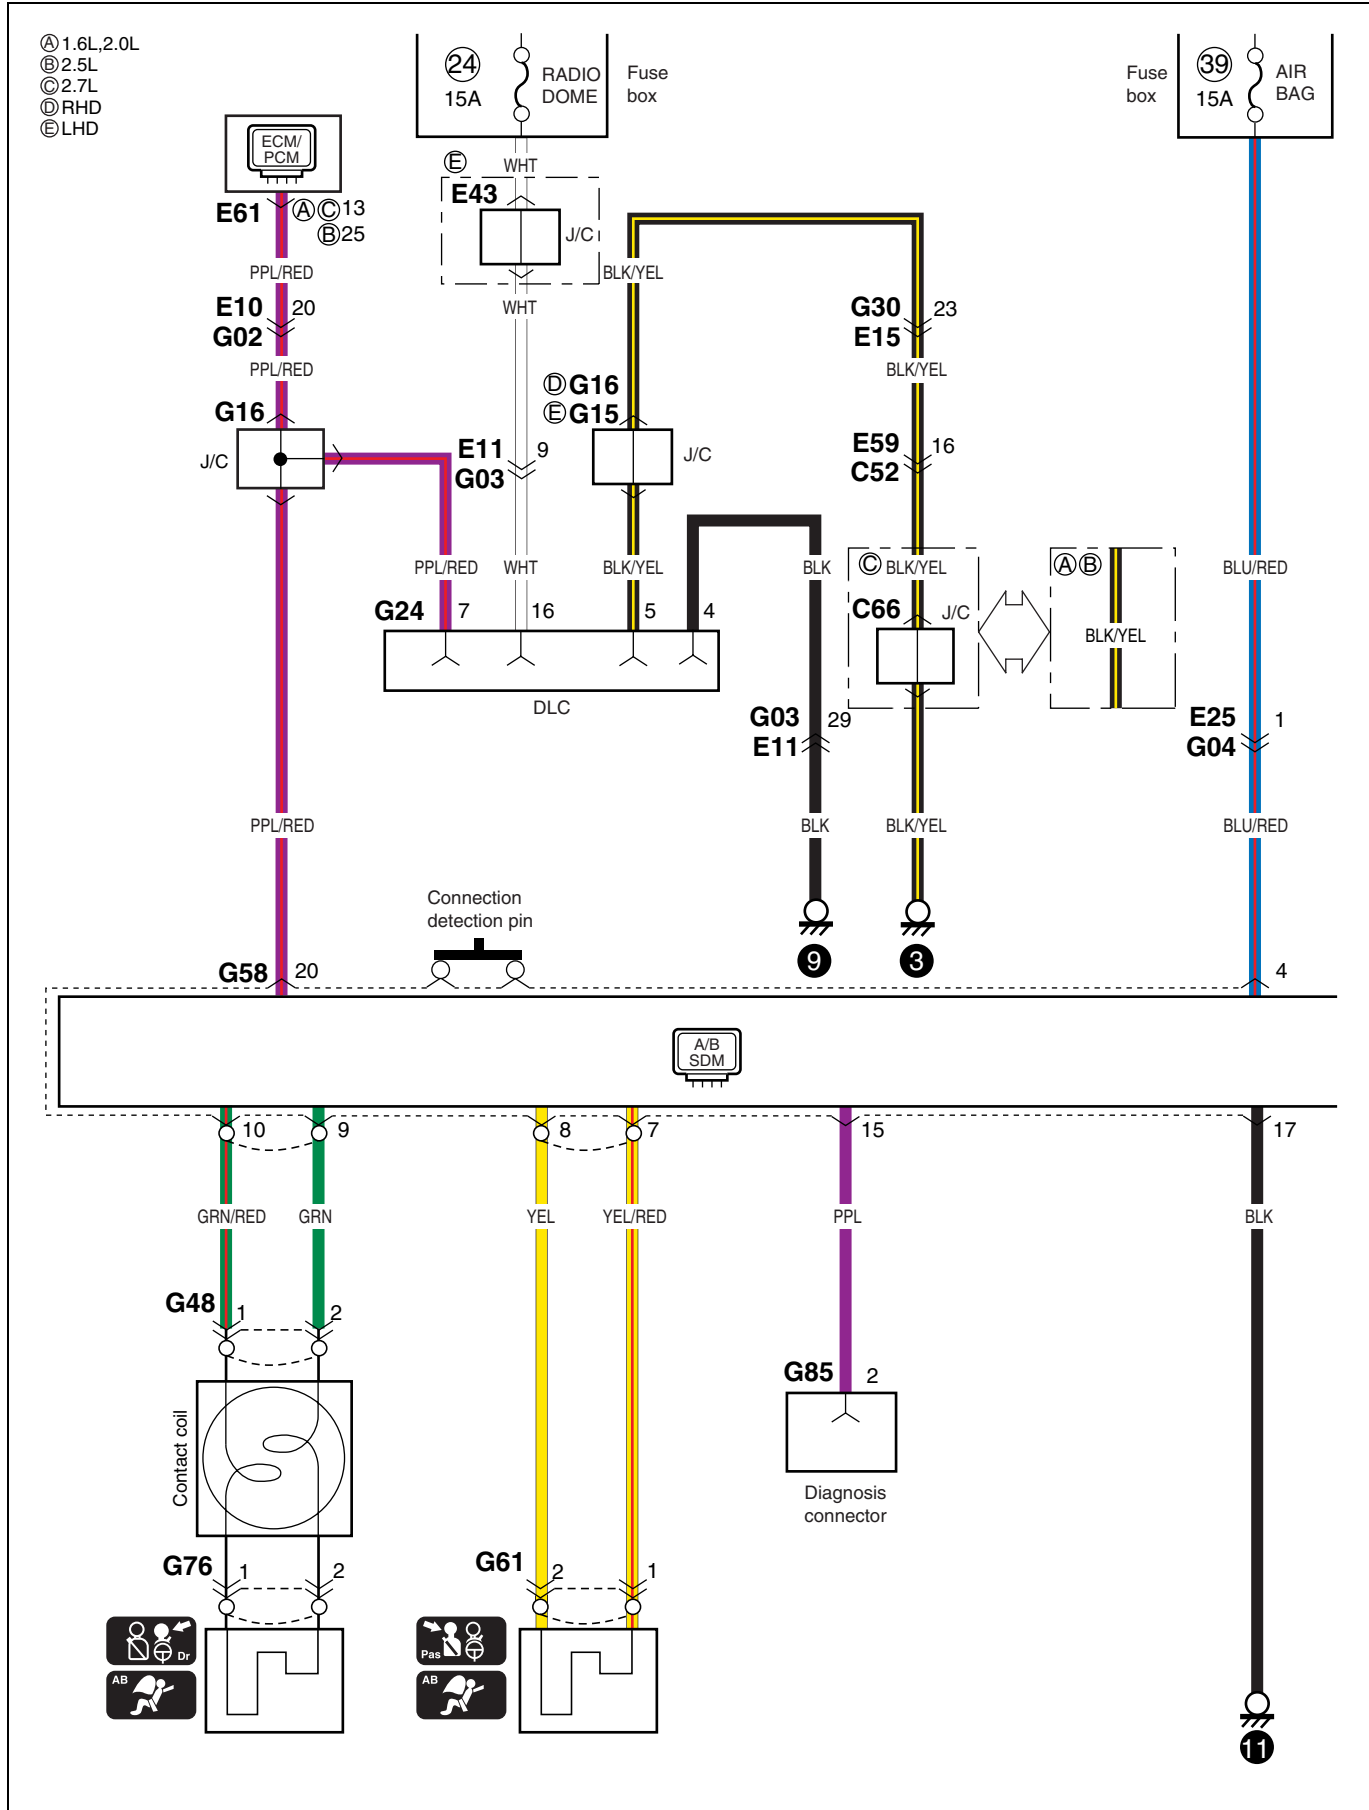 Ⓐ1.6L,2.0L
Ⓑ2.5L
Ⓒ2.7L
ⒹRHD
ⒺLHD
24
15A
RADIO
DOME
Fuse
box
Fuse
box
39
15A
AIR
BAG
ECM/
PCM
E61
ⒶⒸ13
Ⓑ25
WHT
Ⓔ
E43
J/C
PPL/RED
BLK/YEL
E10
20
G02
WHT
G30
23
E15
PPL/RED
BLK/YEL
G16
ⒹG16
ⒺG15
J/C
E11
9
G03
J/C
E59
16
C52
PPL/RED
WHT
BLK/YEL
BLK
Ⓒ
BLK/YEL
ⒶⒷ
BLU/RED
G24
7
16
5
4
C66
J/C
BLK/YEL
DLC
G03
29
E11
E25
1
G04
PPL/RED
BLK
BLK/YEL
BLU/RED
Connection
detection pin
9
3
G58
20
4
A/B
SDM
10
9
8
7
15
17
GRN/RED
GRN
YEL
YEL/RED
PPL
BLK
G48
1
2
Contact coil
G85
2
Diagnosis
connector
G76
1
2
G61
2
1
Dr
AB
Pas
AB
11